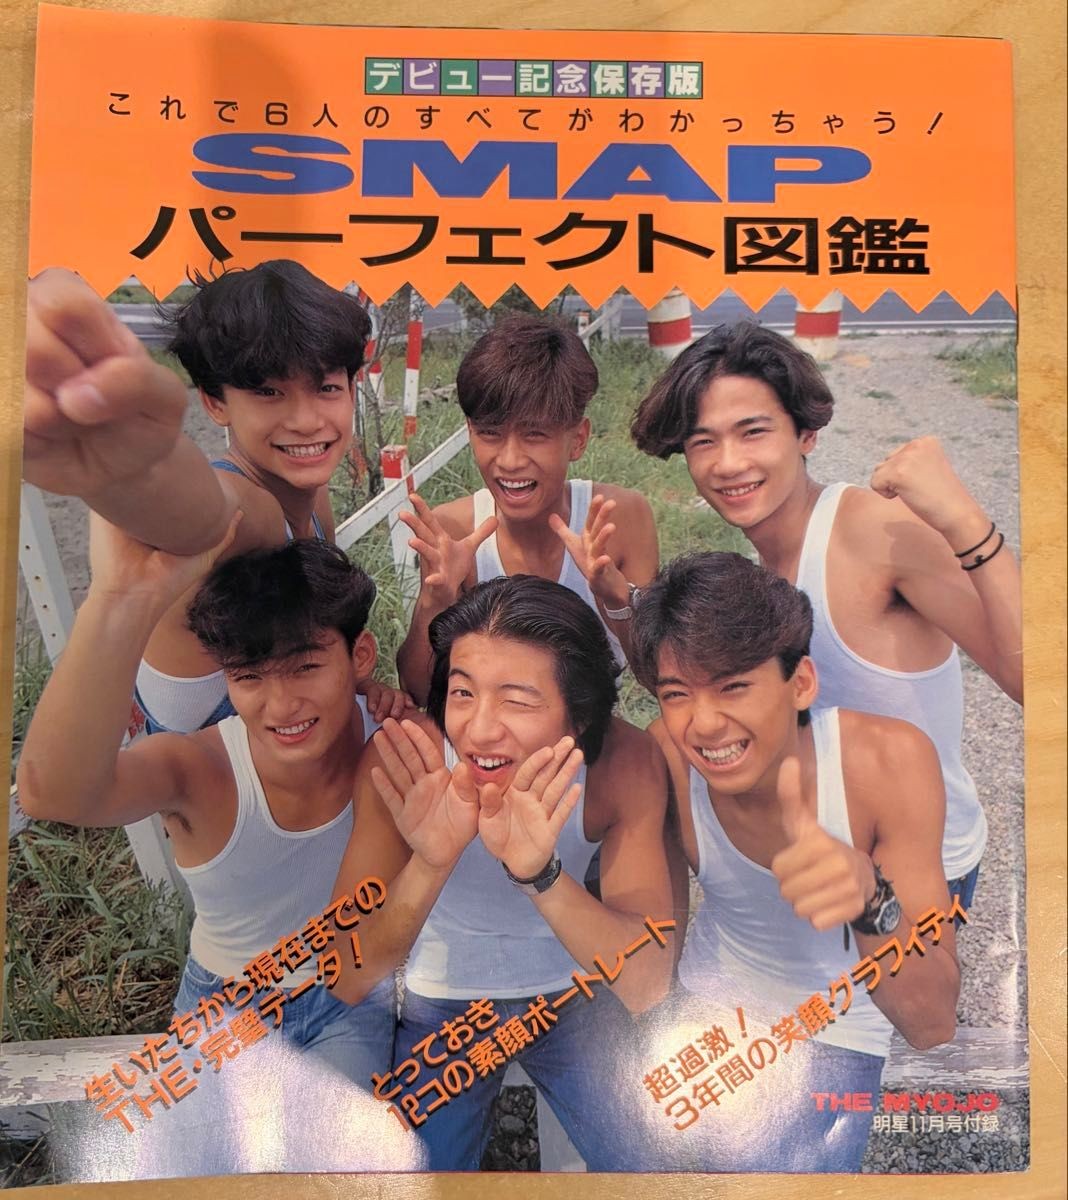 デビュー記念保存版
これで6人のすべてがわかっちゃう!
SMAP
パーフェクト図鑑
生いたちから現在までの
THE・完璧データ!
とっておき
12コの素顔ポートレート
超過激!
3年間の笑顔グラフィティ
THE MYOJO
明星11月号付録